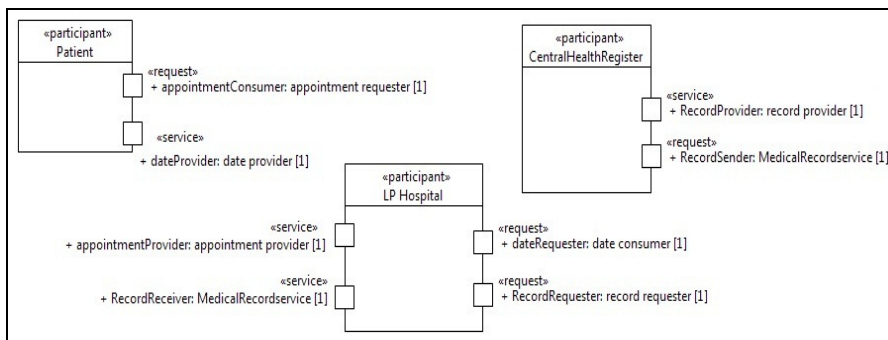 «participant»
Patient
«request»
+ appointmentConsumer: appointment requester [1]
«service»
+ dateProvider: date provider [1]
«participant»
CentralHealthRegister
«service»
+ RecordProvider: record provider [1]
«request»
+ RecordSender: MedicalRecordservice [1]
«participant»
LP Hospital
«service»
+ appointmentProvider: appointment provider [1]
«service»
+ RecordReceiver: MedicalRecordservice [1]
«request»
+ dateRequester: date consumer [1]
«request»
+ RecordRequester: record requester [1]